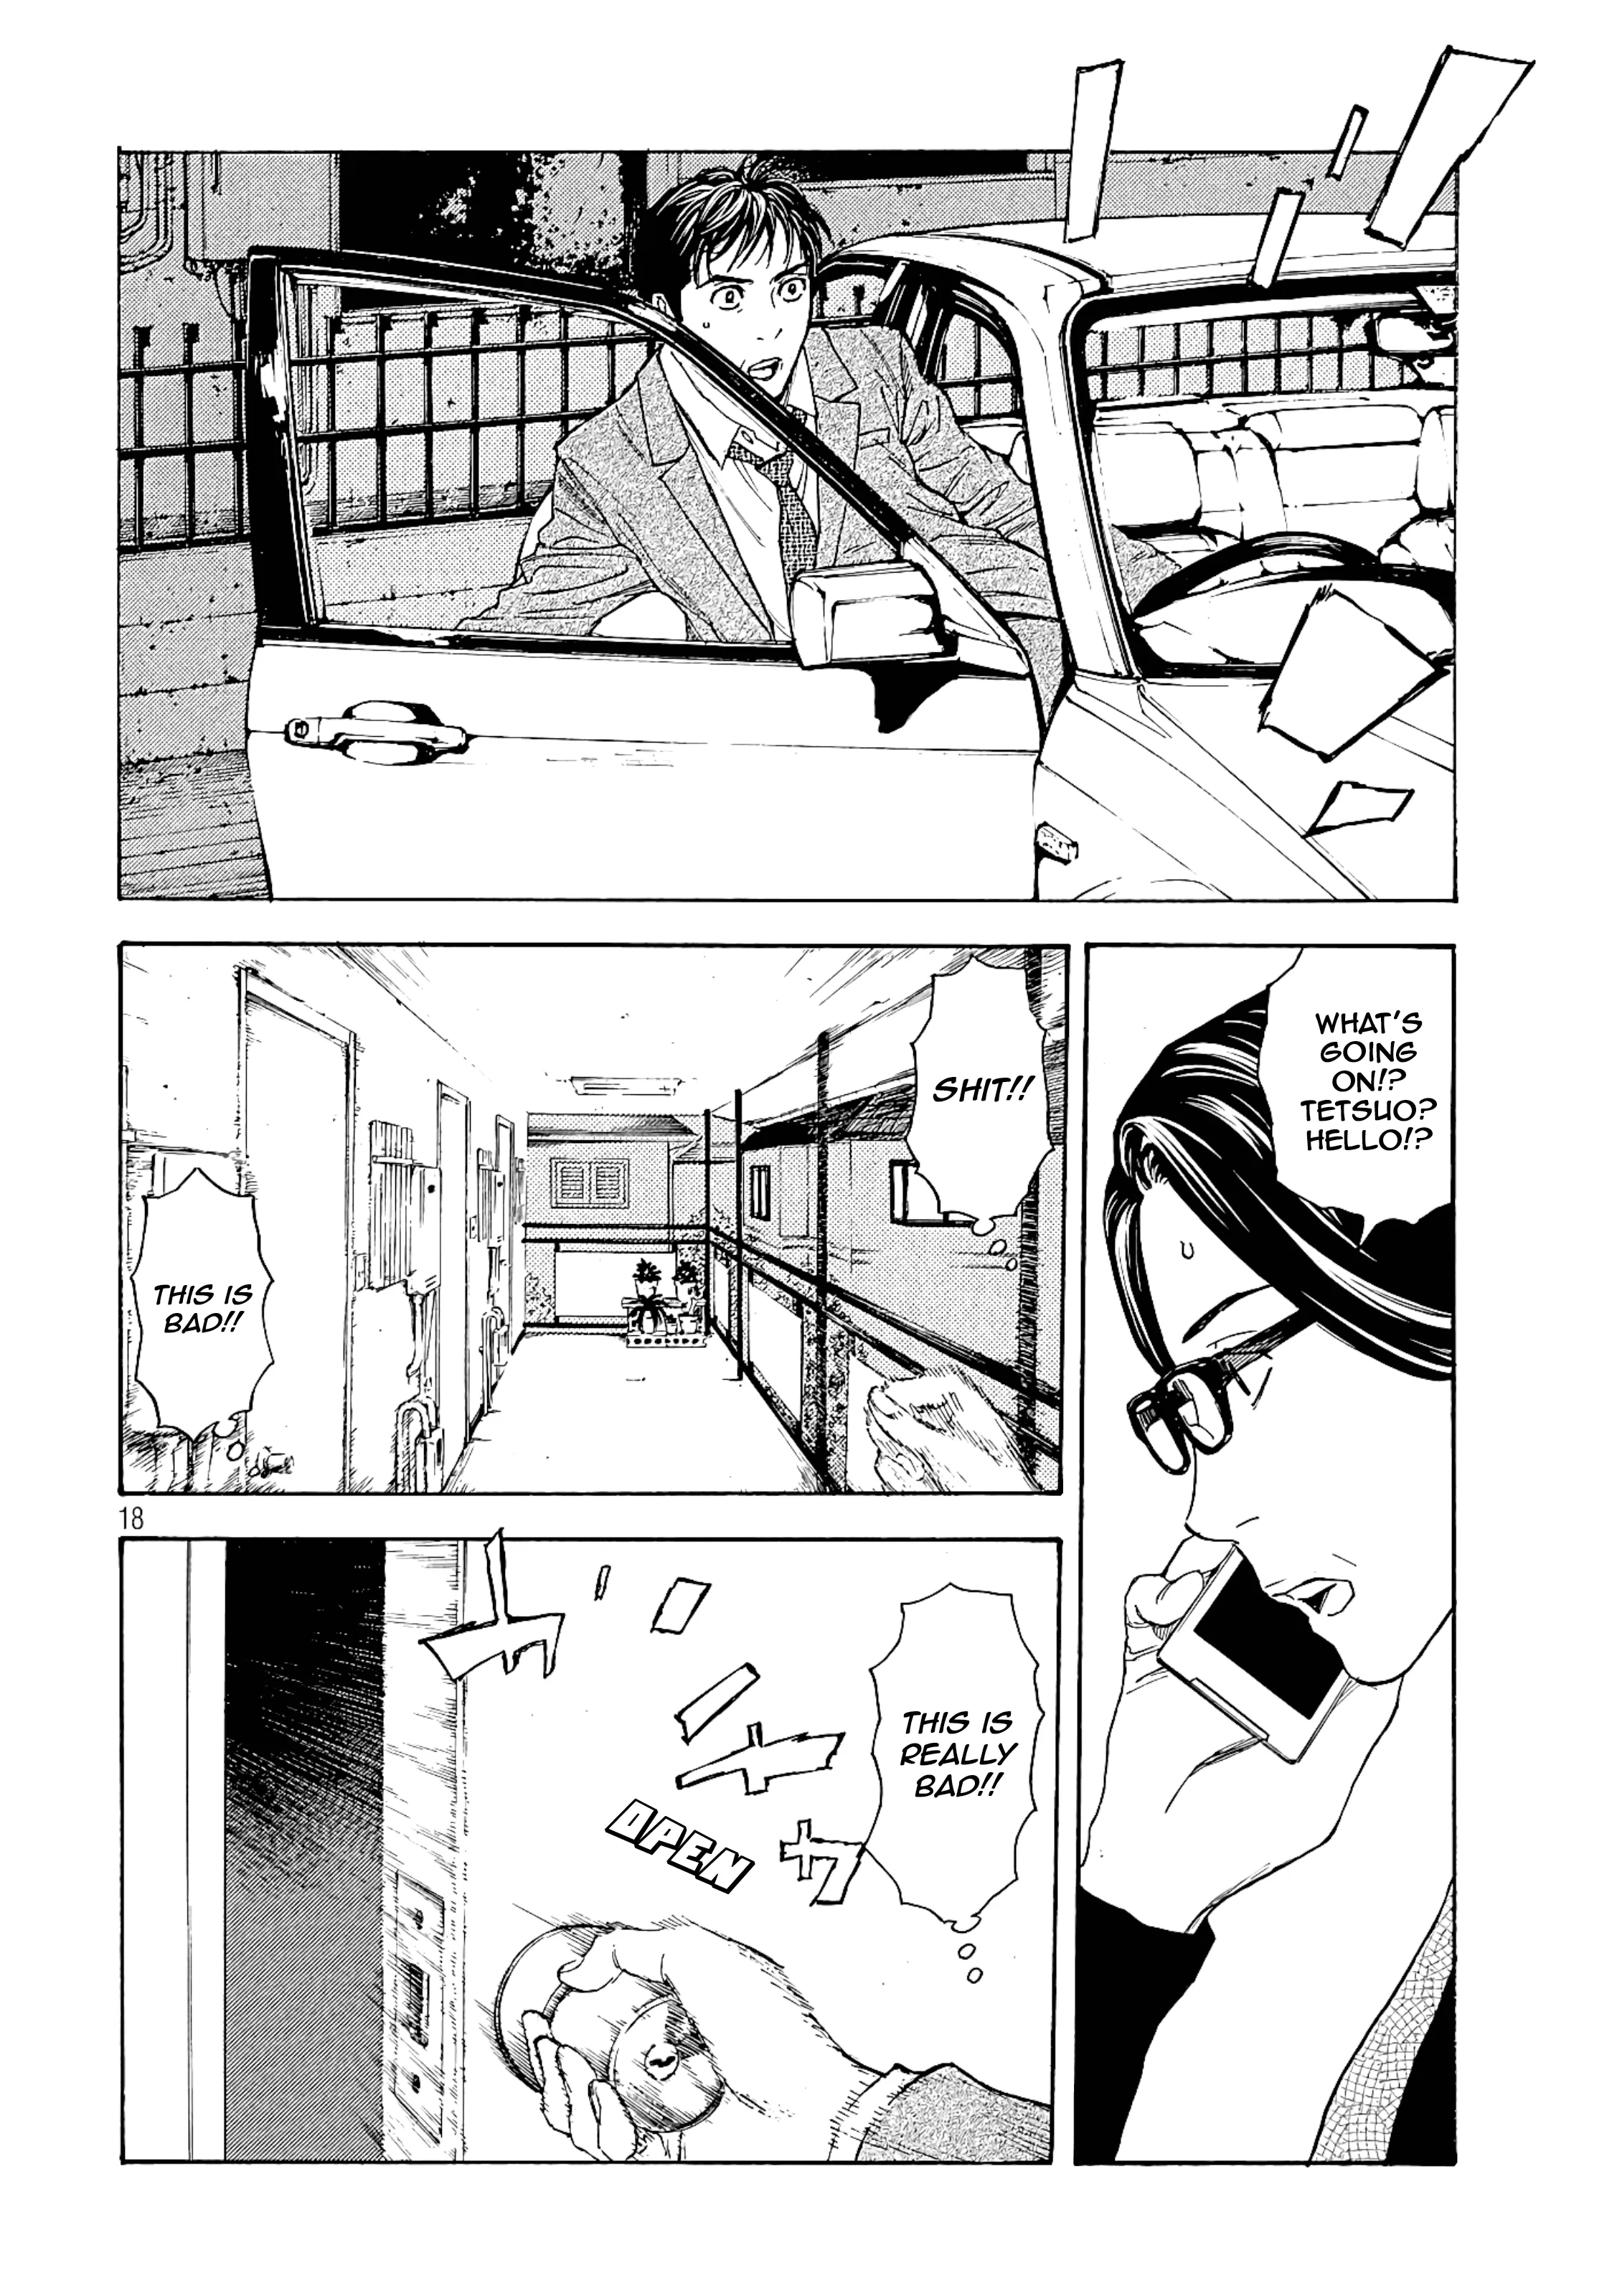 WHAT'S
GOING
ON!?
TETSUO?
HELLO!?
SHIT!!
THIS IS
BAD!!
18
THIS IS
REALLY
BAD!!
OPEN